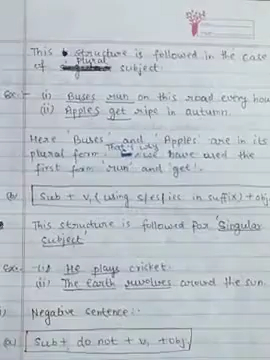 This structure is followed in the case
of plural subject.
Ex:- (i) Buses run on this road every hou
(ii) Apples get ripe in autumn.
Here 'Buses' and 'Apples' are in its
plural form. That's why we have used the
first form 'run' and 'get'.
(b) Sub + V, (using s/es/ies in suffix) + obj.
This structure is followed for 'Singular
Subject'
Ex:- (i) He plays cricket.
(ii) The Earth revolves around the sun.
Negative sentence:-
(a) Sub + do not + V, + obj.